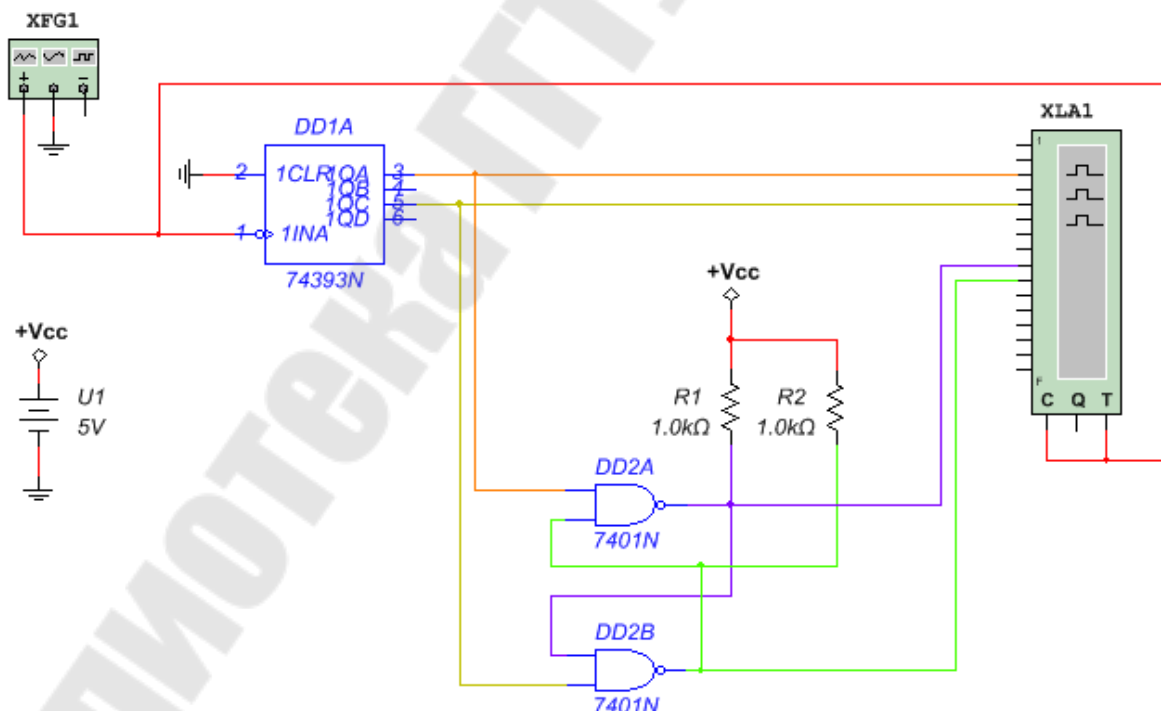 XFG1
+
−
DD1A
2 1CLR 1QA 3
1QB 4
1QC 5
1QD 6
1 1INA
74393N
XLA1
1
F
C Q T
+Vcc
U1
5V
+Vcc
R1
1.0kΩ
R2
1.0kΩ
DD2A
7401N
DD2B
7401N